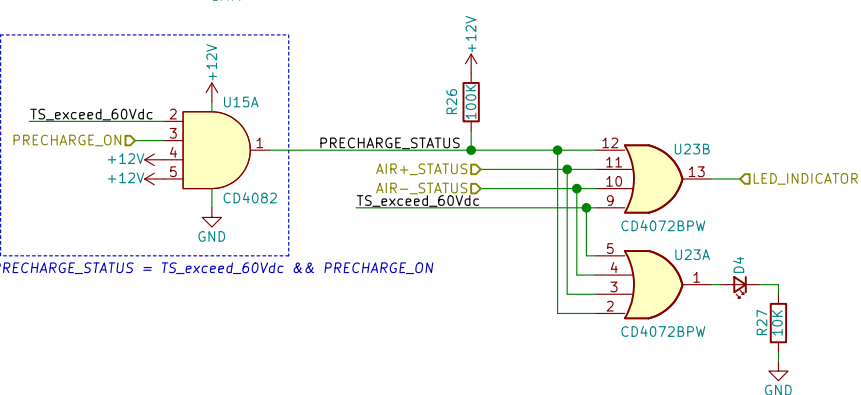 +12V
U15A
TS_exceed_60Vdc
2
PRECHARGE_ON
3
+12V
4
+12V
5
1
CD4082
GND
RECHARGE_STATUS = TS_exceed_60Vdc && PRECHARGE_ON
+12V
R26
100K
PRECHARGE_STATUS
AIR+_STATUS
AIR-_STATUS
TS_exceed_60Vdc
12
11
10
9
U23B
13
LED_INDICATOR
CD4072BPW
5
4
3
2
U23A
1
CD4072BPW
D4
R27
10K
GND